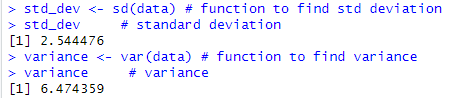 > std_dev <- sd(data) # function to find std deviation
> std_dev     # standard deviation
[1] 2.544476
> variance <- var(data) # function to find variance
> variance     # variance
[1] 6.474359